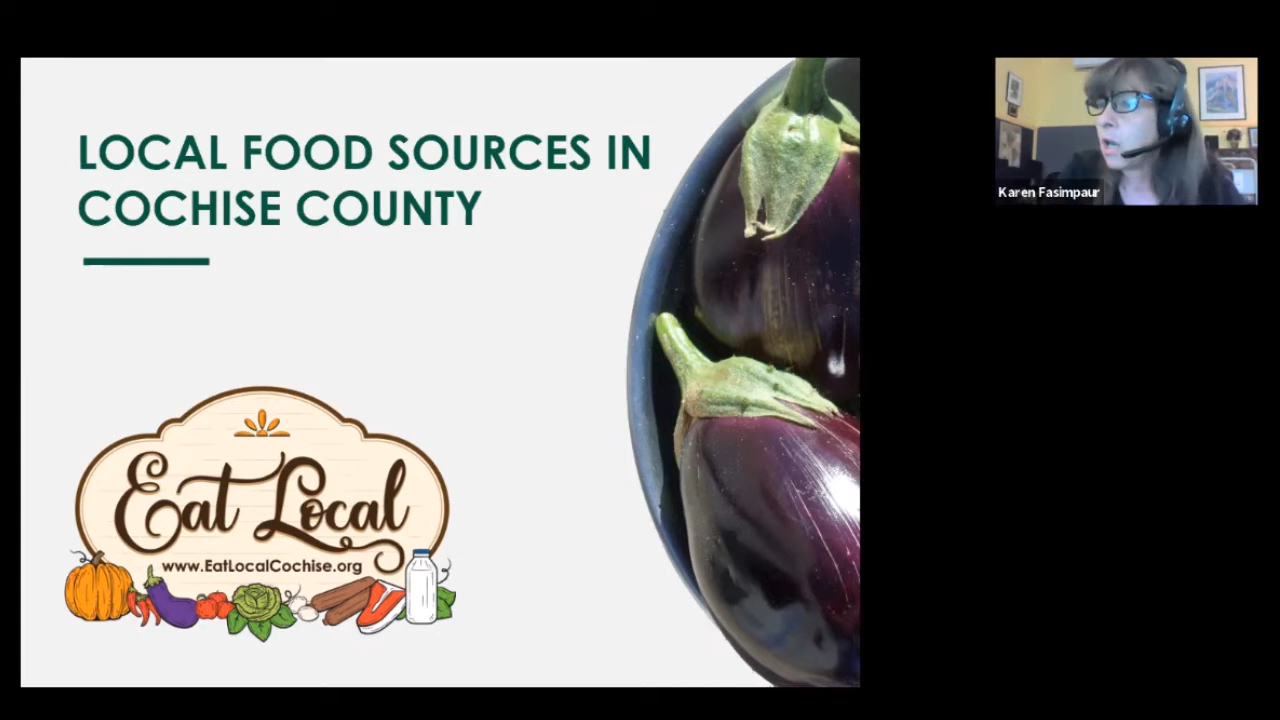 LOCAL FOOD SOURCES IN
COCHISE COUNTY
Eat Local
www.EatLocalCochise.org
Karen Fasimpaur